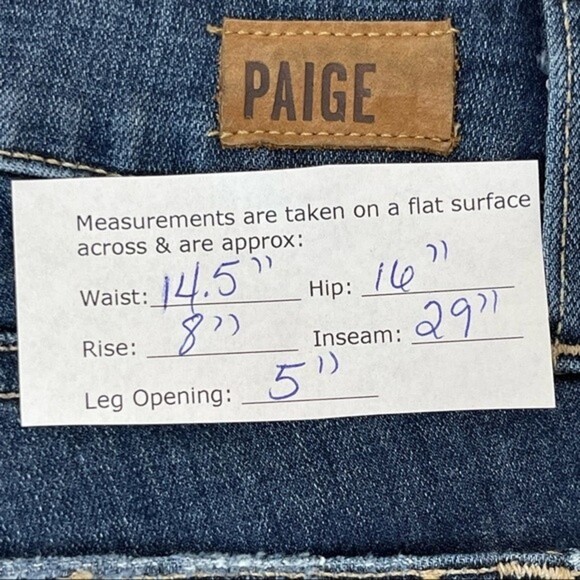 PAIGE
Measurements are taken on a flat surface
across & are approx:
Waist: 14.5" Hip: 16"
Rise: 8" Inseam: 29"
Leg Opening: 5"